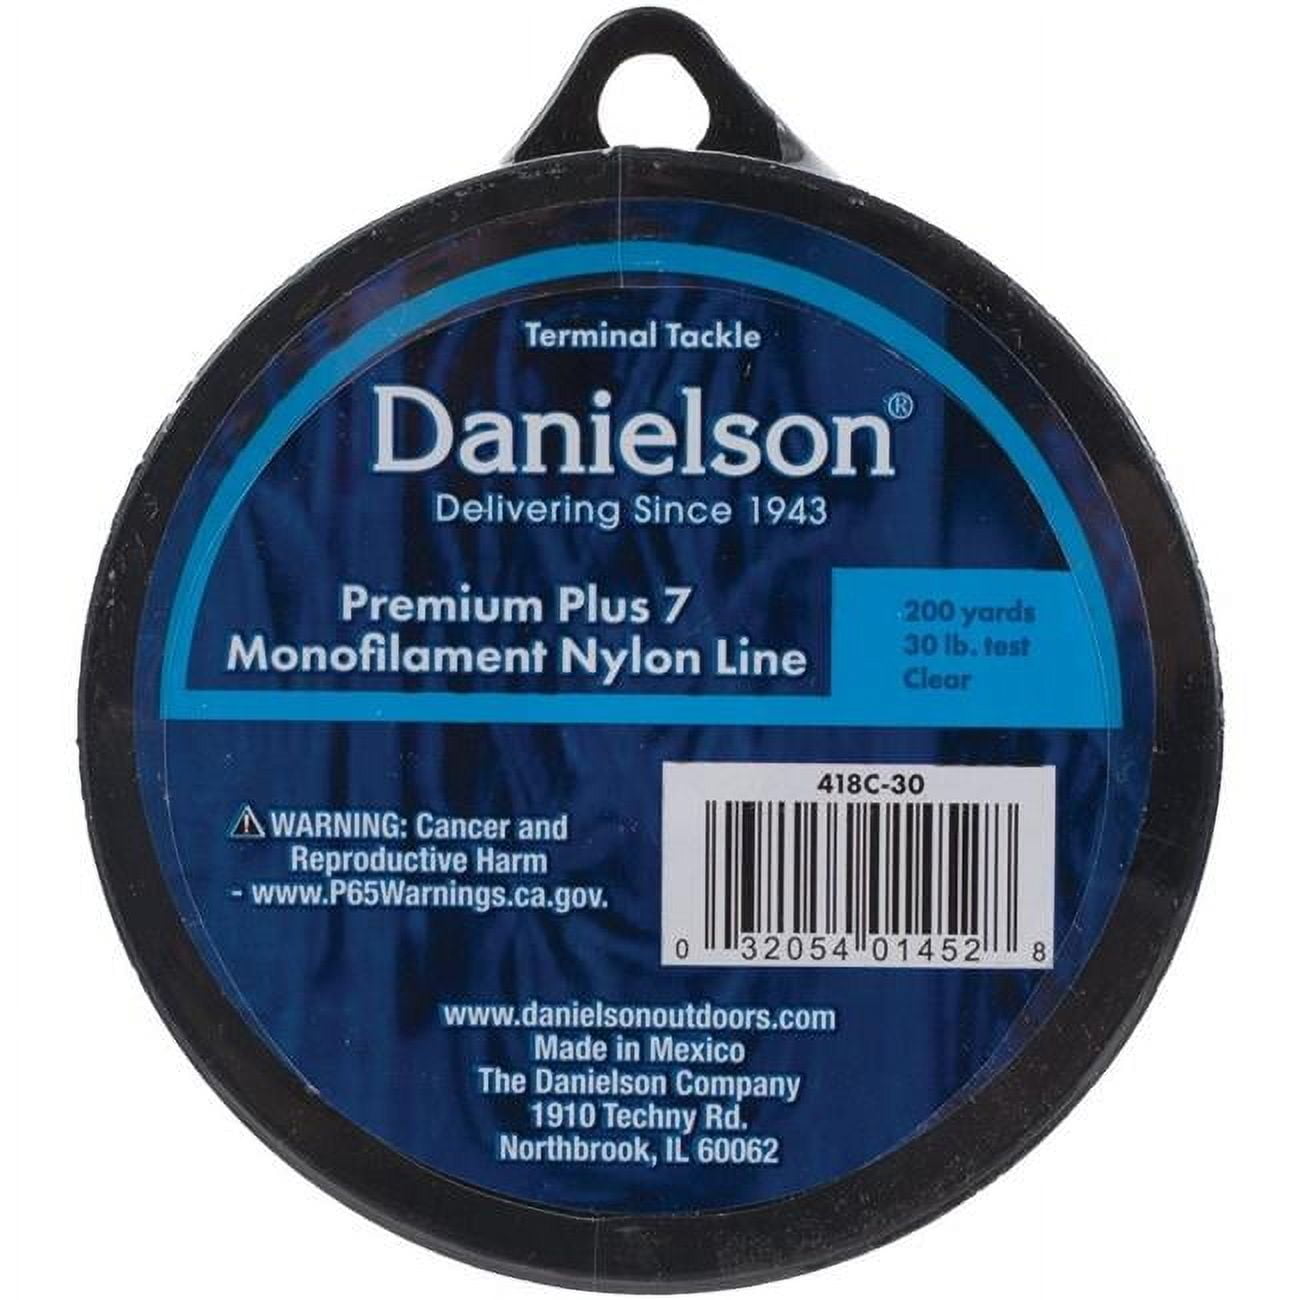 Terminal Tackle
Danielson®
Delivering Since 1943
Premium Plus 7
Monofilament Nylon Line
200 yards
30 lb. test
Clear
418C-30
0 32054 01452 8
WARNING: Cancer and
Reproductive Harm
- www.P65Warnings.ca.gov.
www.danielsonoutdoors.com
Made in Mexico
The Danielson Company
1910 Techny Rd.
Northbrook, IL 60062